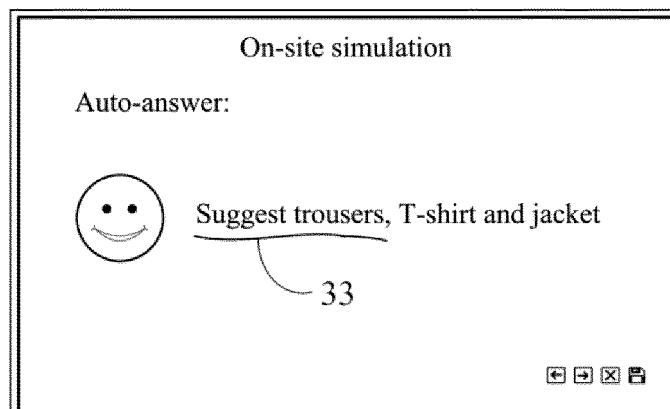 On-site simulation
Auto-answer:
Suggest trousers, T-shirt and jacket
33